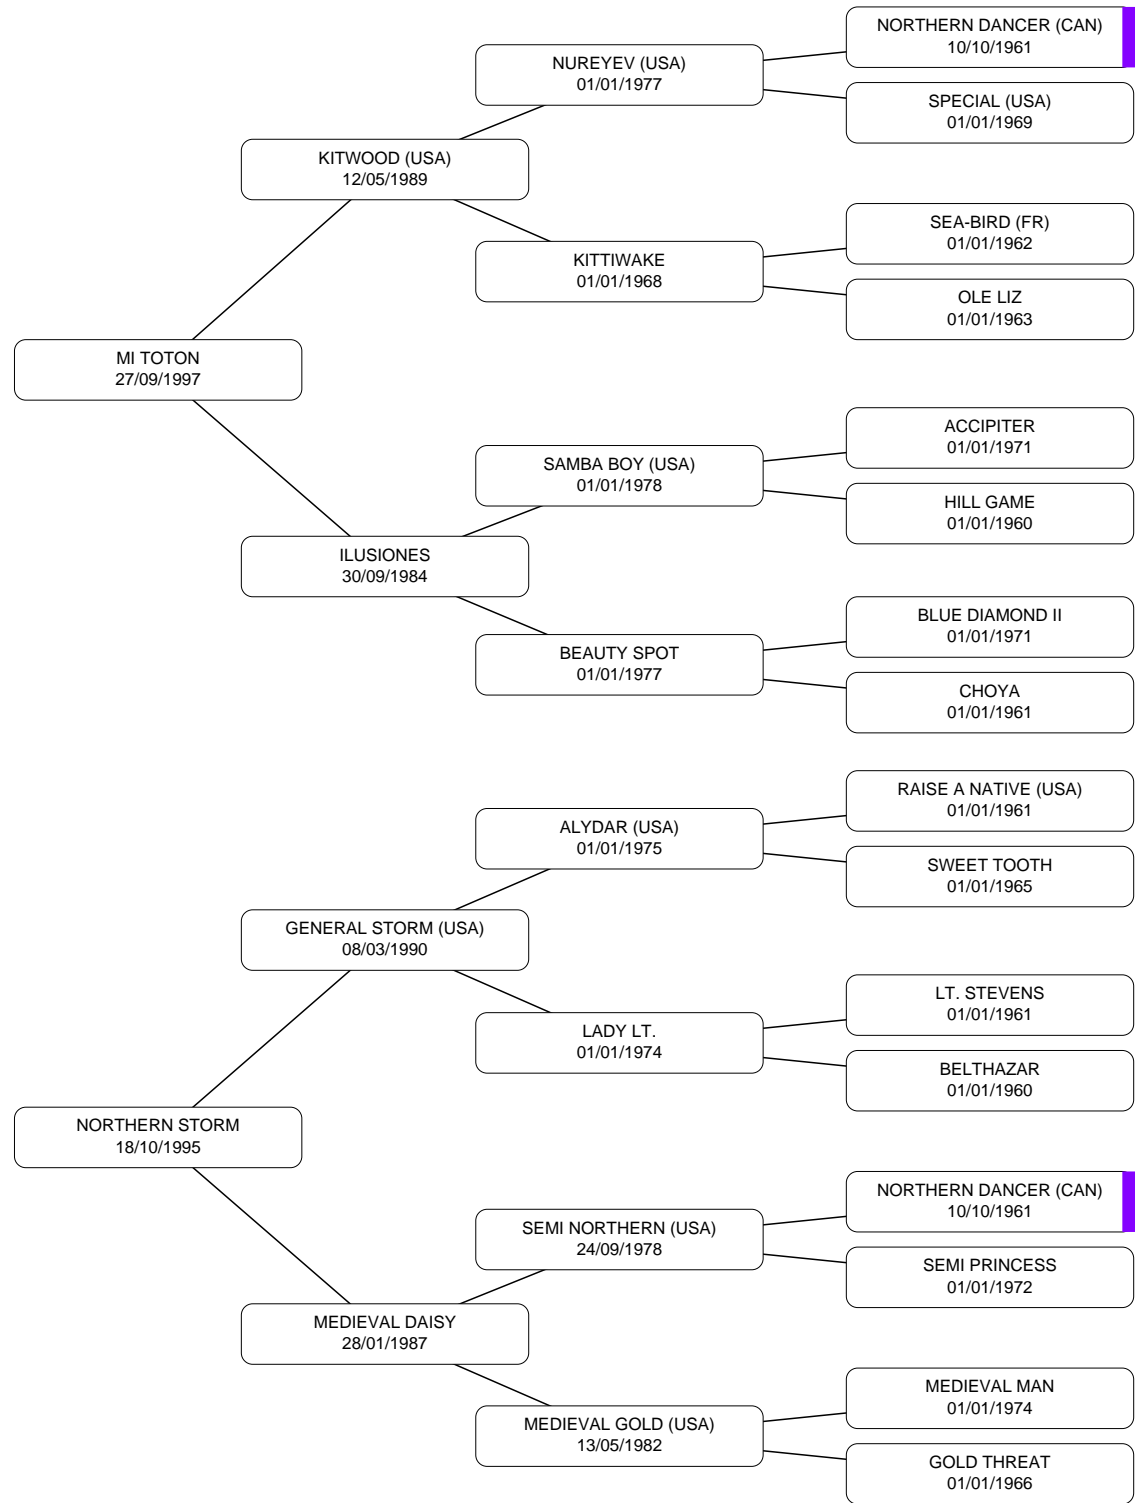 NORTHERN DANCER (CAN)
10/10/1961
NUREYEV (USA)
01/01/1977
SPECIAL (USA)
01/01/1969
KITWOOD (USA)
12/05/1989
SEA-BIRD (FR)
01/01/1962
KITTIWAKE
01/01/1968
OLE LIZ
01/01/1963
MI TOTON
27/09/1997
ACCIPITER
01/01/1971
SAMBA BOY (USA)
01/01/1978
HILL GAME
01/01/1960
ILUSIONES
30/09/1984
BLUE DIAMOND II
01/01/1971
BEAUTY SPOT
01/01/1977
CHOYA
01/01/1961
RAISE A NATIVE (USA)
01/01/1961
ALYDAR (USA)
01/01/1975
SWEET TOOTH
01/01/1965
GENERAL STORM (USA)
08/03/1990
LT. STEVENS
01/01/1961
LADY LT.
01/01/1974
BELTHAZAR
01/01/1960
NORTHERN STORM
18/10/1995
NORTHERN DANCER (CAN)
10/10/1961
SEMI NORTHERN (USA)
24/09/1978
SEMI PRINCESS
01/01/1972
MEDIEVAL DAISY
28/01/1987
MEDIEVAL MAN
01/01/1974
MEDIEVAL GOLD (USA)
13/05/1982
GOLD THREAT
01/01/1966